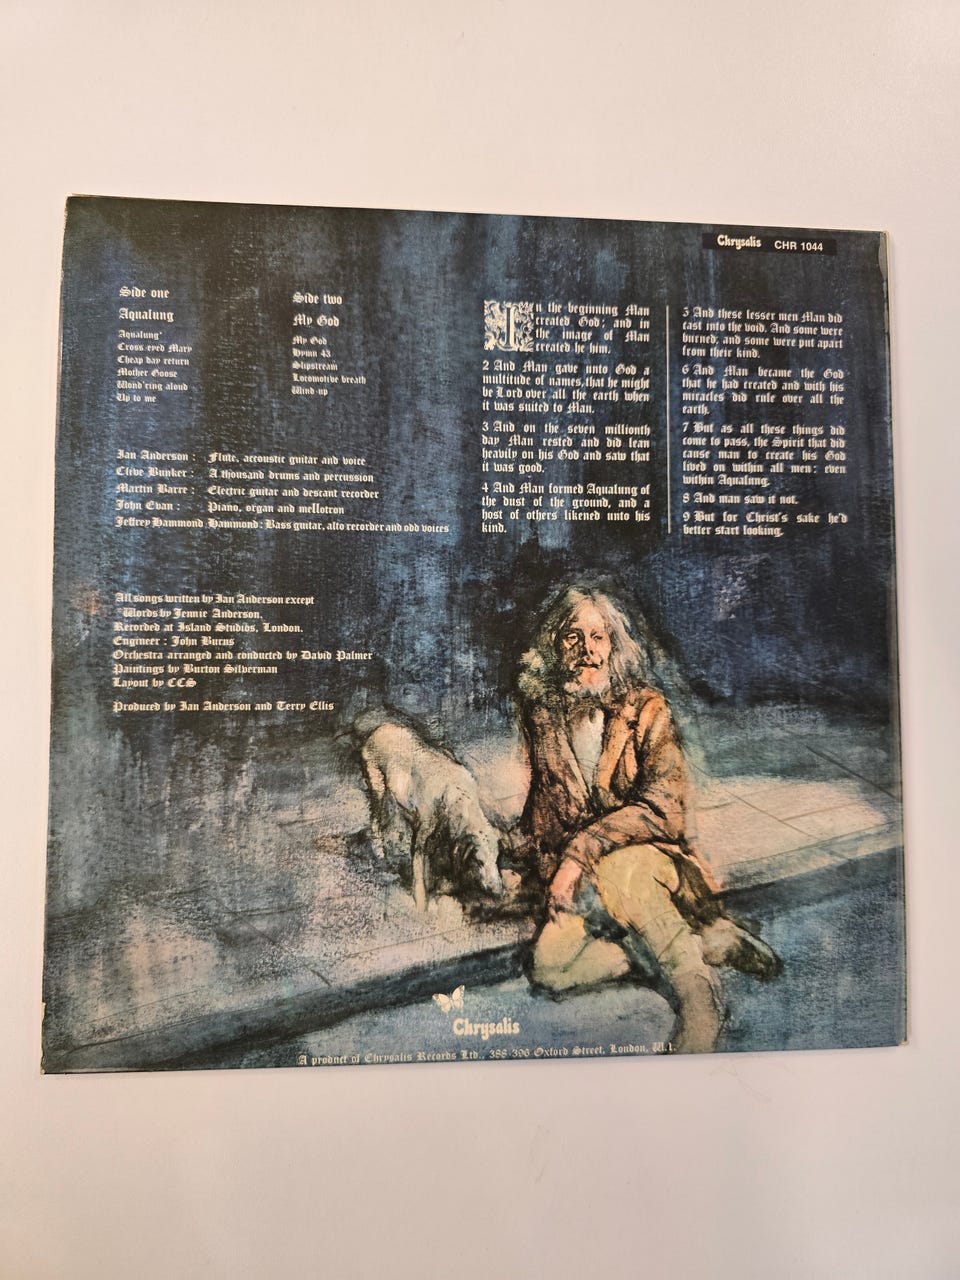 Chrysalis CHR 1044
Side one
Aqualung
Aqualung*
Cross-eyed Mary
Cheap day return
Mother Goose
Wond'ring aloud
Up to me
Side two
My God
My God
Hymn 43
Slipstream
Locomotive breath
Wind-up
Ian Anderson : Flute, accoustic guitar and voice
Clive Bunker : A thousand drums and percussion
Martin Barre : Electric guitar and descant recorder
John Evan : Piano, organ and mellotron
Jeffrey Hammond Hammond : Bass guitar, alto recorder and odd voices
All songs written by Ian Anderson except
*Words by Jennie Anderson.
Recorded at Island Studios, London.
Engineer : John Burns
Orchestra arranged and conducted by David Palmer
Paintings by Burton Silverman
Layout by CCS
Produced by Ian Anderson and Terry Ellis
In the beginning Man
created God; and in
the image of Man
created he him.
2 And Man gave unto God a
multitude of names, that he might
be Lord over all the earth when
it was suited to Man.
3 And on the seven millionth
day Man rested and did lean
heavily on his God and saw that
it was good.
4 And Man formed Aqualung of
the dust of the ground, and a
host of others likened unto his
kind.
5 And these lesser men Man did
cast into the void. And some were
burned; and some were put apart
from their kind.
6 And Man became the God
that he had created and with his
miracles did rule over all the
earth.
7 But as all these things did
come to pass, the Spirit that did
cause man to create his God
lived on within all men: even
within Aqualung.
8 And man saw it not.
9 But for Christ's sake he'd
better start looking.
Chrysalis
A product of Chrysalis Records Ltd., 388-396 Oxford Street, London, W.1.